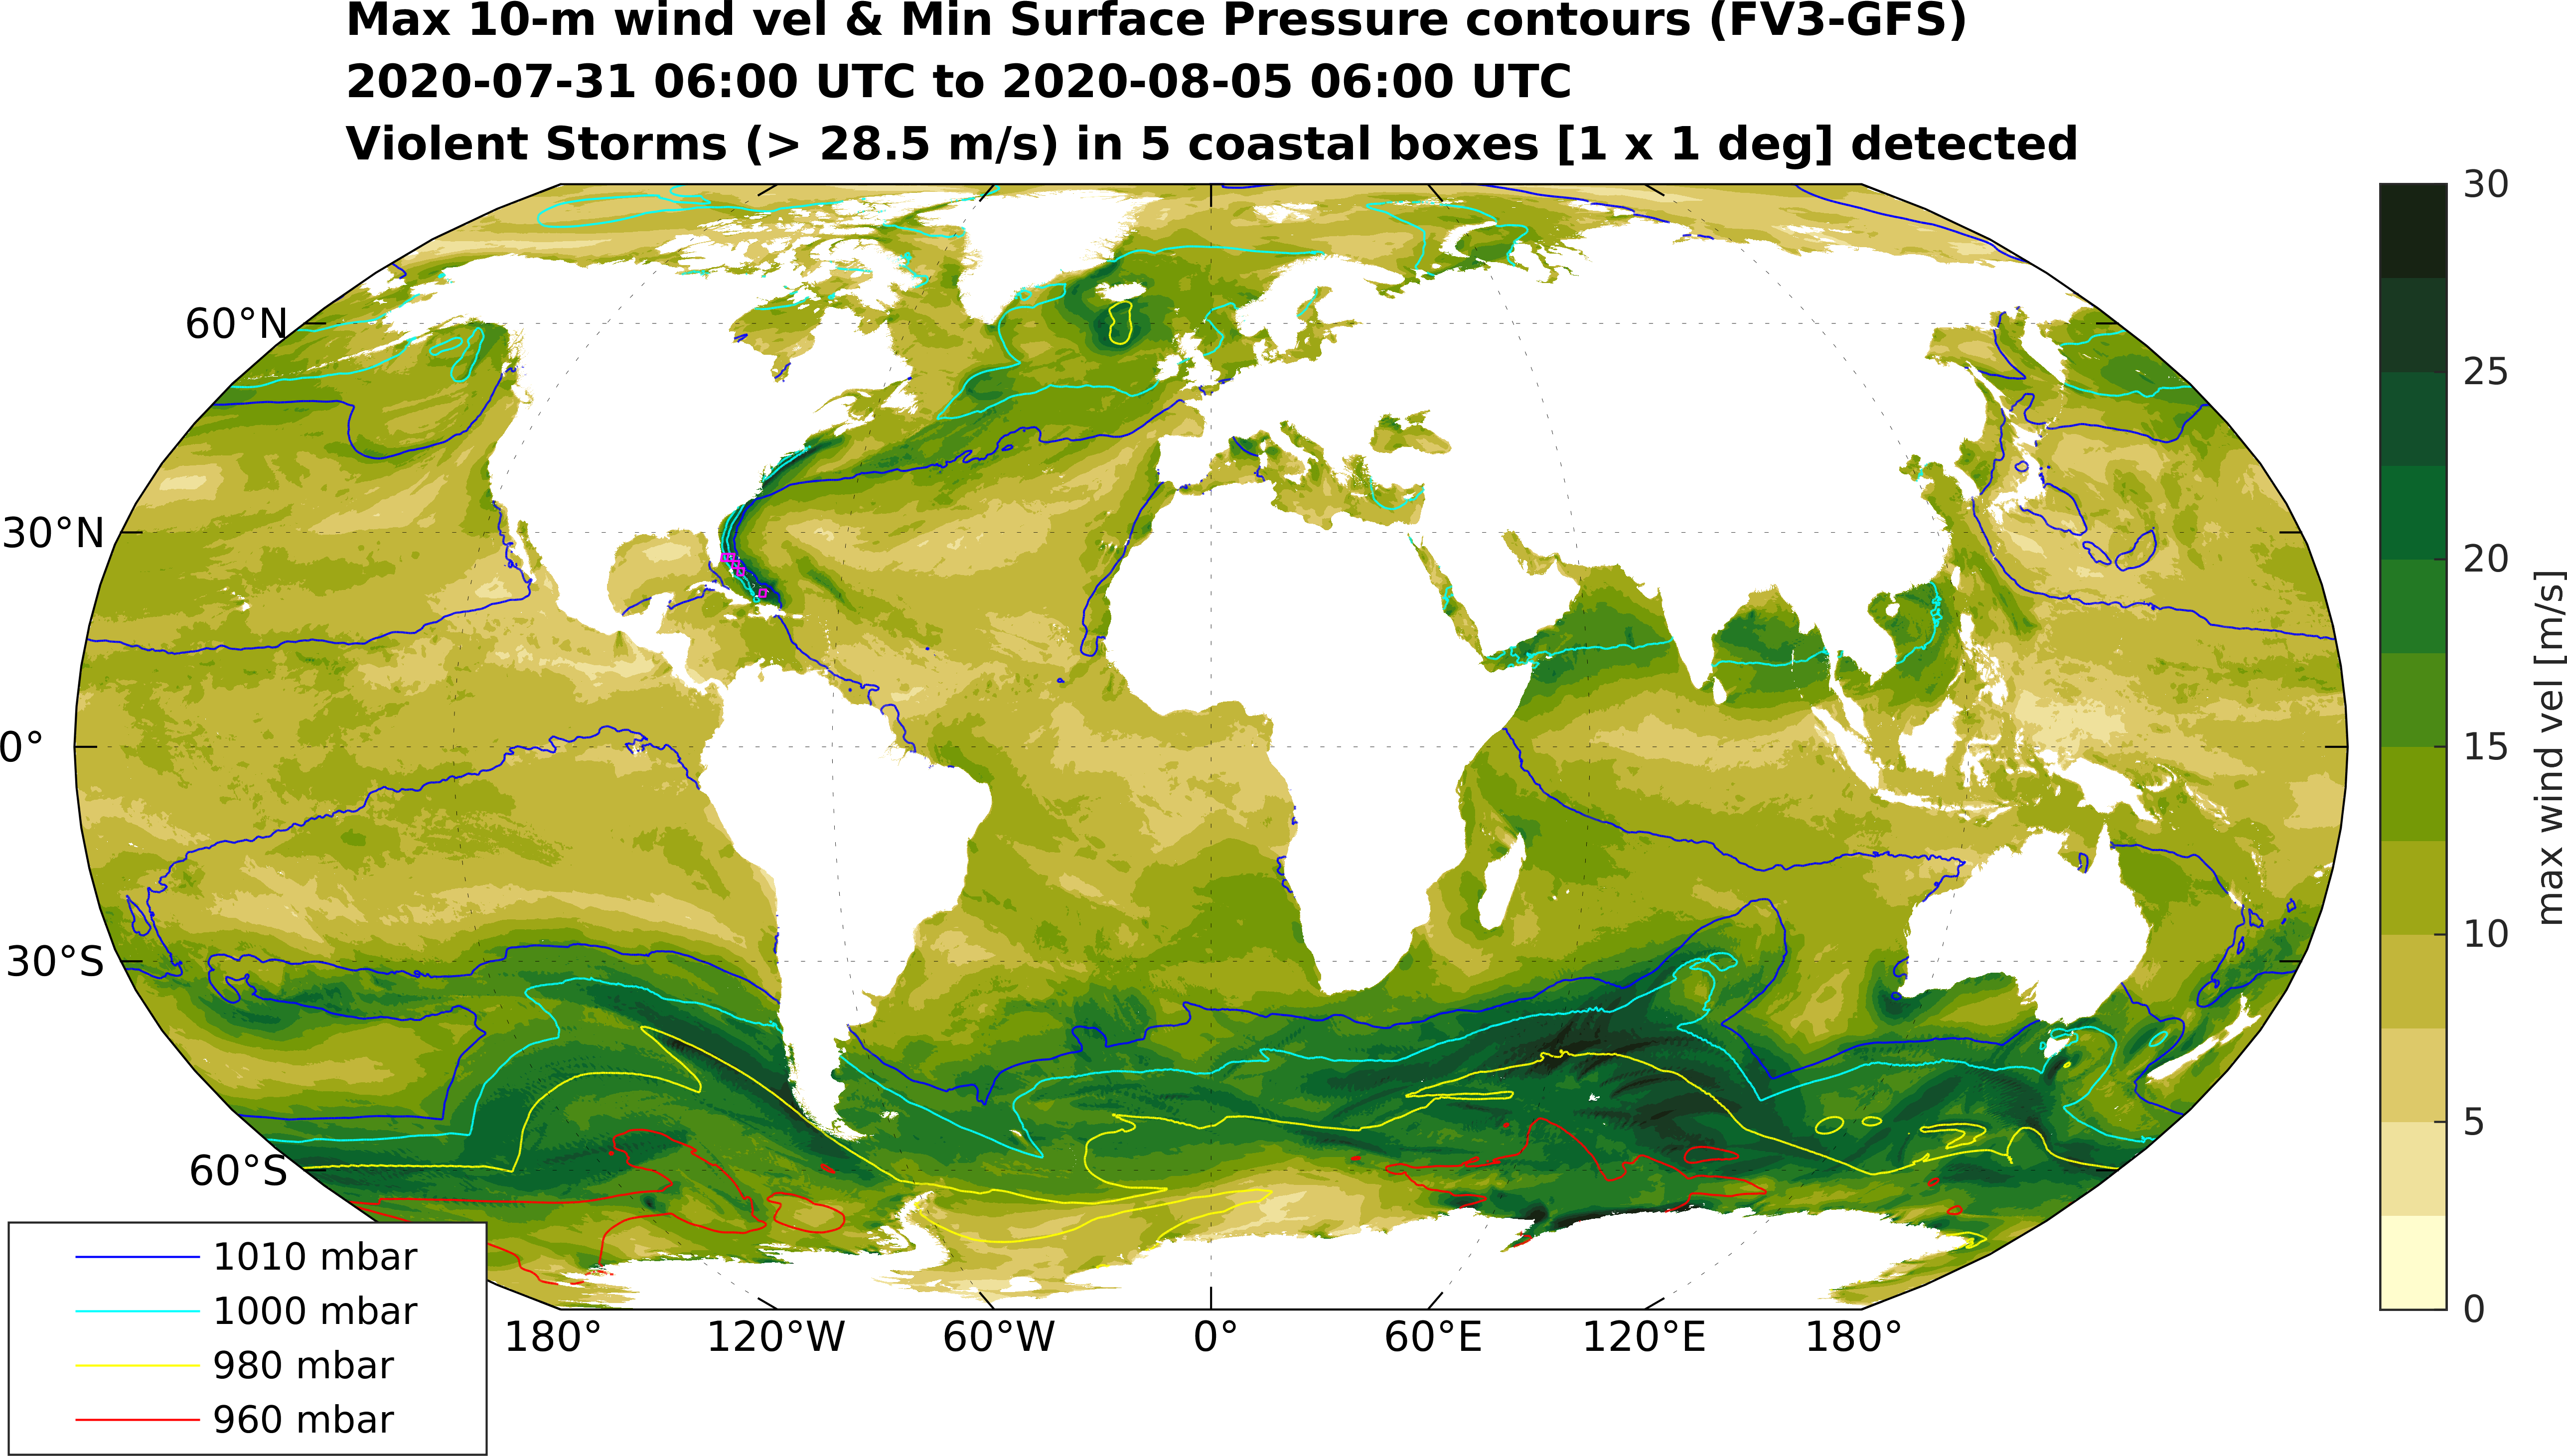 Max 10-m wind vel & Min Surface Pressure contours (FV3-GFS)
2020-07-31 06:00 UTC to 2020-08-05 06:00 UTC
Violent Storms (> 28.5 m/s) in 5 coastal boxes [1 x 1 deg] detected
60°N
30°N
0°
30°S
60°S
180°
120°W
60°W
0°
60°E
120°E
180°
1010 mbar
1000 mbar
980 mbar
960 mbar
30
25
20
15
10
5
0
max wind vel [m/s]